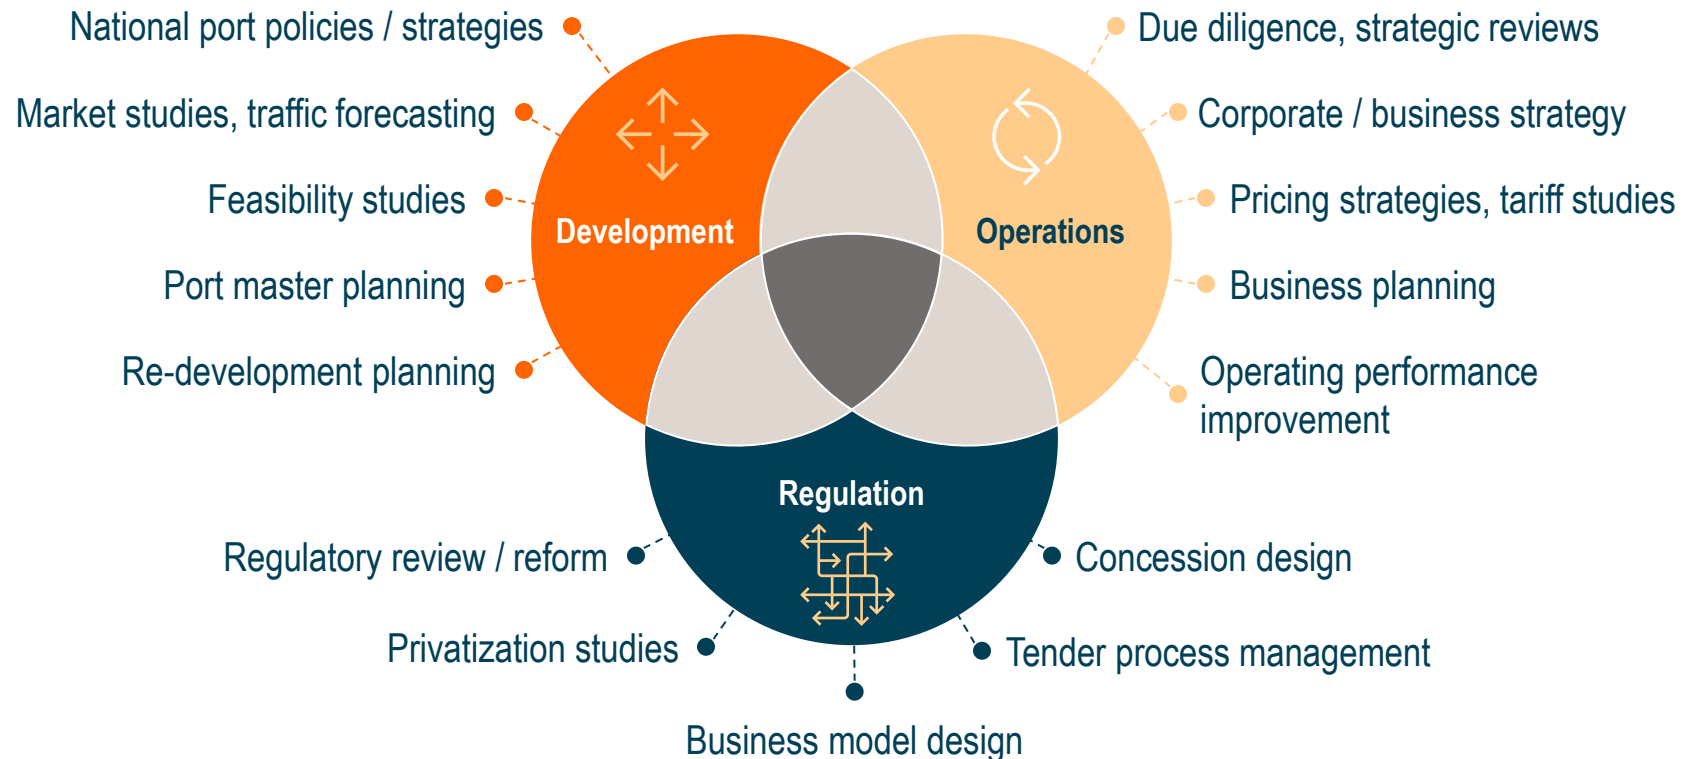 National port policies / strategies
Market studies, traffic forecasting
Feasibility studies
Port master planning
Re-development planning
Development
Due diligence, strategic reviews
Corporate / business strategy
Pricing strategies, tariff studies
Business planning
Operating performance
improvement
Operations
Regulation
Regulatory review / reform
Privatization studies
Business model design
Tender process management
Concession design